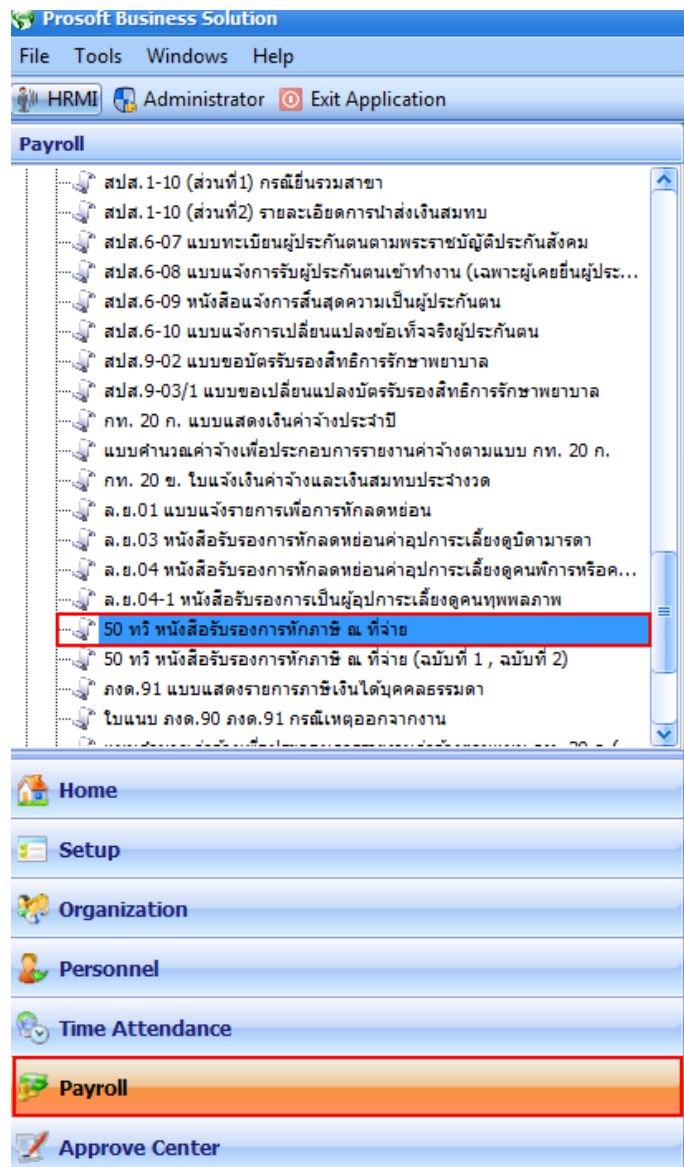 Prosoft Business Solution
File Tools Windows Help
HRMI Administrator Exit Application
Payroll
สปส.1-10 (ส่วนที่1) กรณียื่นรวมสาขา
สปส.1-10 (ส่วนที่2) รายละเอียดการนำส่งเงินสมทบ
สปส.6-07 แบบทะเบียนผู้ประกันตนตามพระราชบัญัติประกันสังคม
สปส.6-08 แบบแจ้งการรับผู้ประกันตนเข้าทำงาน (เฉพาะผู้เคยยื่นผู้ประ...
สปส.6-09 หนังสือแจ้งการสิ้นสุดความเป็นผู้ประกันตน
สปส.6-10 แบบแจ้งการเปลี่ยนแปลงข้อเท็จจริงผู้ประกันตน
สปส.9-02 แบบขอบัตรรับรองสิทธิการรักษาพยาบาล
สปส.9-03/1 แบบขอเปลี่ยนแปลงบัตรรับรองสิทธิการรักษาพยาบาล
กท. 20 ก. แบบแสดงเงินค่าจ้างประจำปี
แบบคำนวณค่าจ้างเพื่อประกอบการรายงานค่าจ้างตามแบบ กท. 20 ก.
กท. 20 ข. ใบแจ้งเงินค่าจ้างและเงินสมทบประจำงวด
ล.ย.01 แบบแจ้งรายการเพื่อการหักลดหย่อน
ล.ย.03 หนังสือรับรองการหักลดหย่อนค่าอุปการะเลี้ยงดูบิดามารดา
ล.ย.04 หนังสือรับรองการหักลดหย่อนค่าอุปการะเลี้ยงดูคนพิการหรือค...
ล.ย.04-1 หนังสือรับรองการเป็นผู้อุปการะเลี้ยงดูคนทุพพลภาพ
50 ทวิ หนังสือรับรองการหักภาษี ณ ที่จ่าย
50 ทวิ หนังสือรับรองการหักภาษี ณ ที่จ่าย (ฉบับที่ 1 , ฉบับที่ 2)
ภงด.91 แบบแสดงรายการภาษีเงินได้บุคคลธรรมดา
ใบแนบ ภงด.90 ภงด.91 กรณีเหตุออกจากงาน
Home
Setup
Organization
Personnel
Time Attendance
Payroll
Approve Center